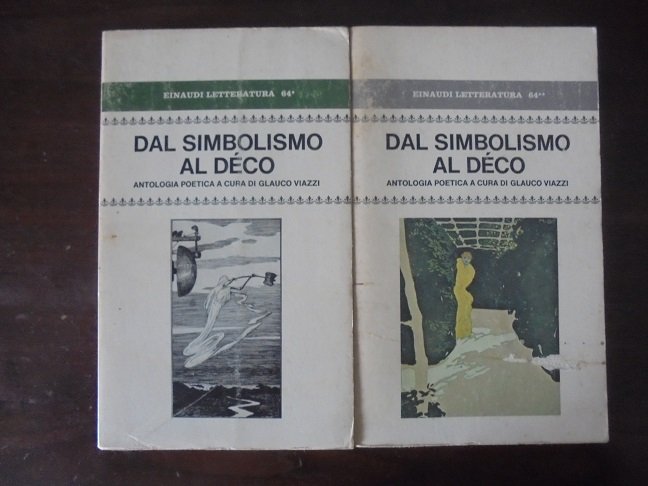 EINAUDI LETTERATURA 64*
DAL SIMBOLISMO
AL DÉCO
ANTOLOGIA POETICA A CURA DI GLAUCO VIAZZI
EINAUDI LETTERATURA 64**
DAL SIMBOLISMO
AL DÉCO
ANTOLOGIA POETICA A CURA DI GLAUCO VIAZZI